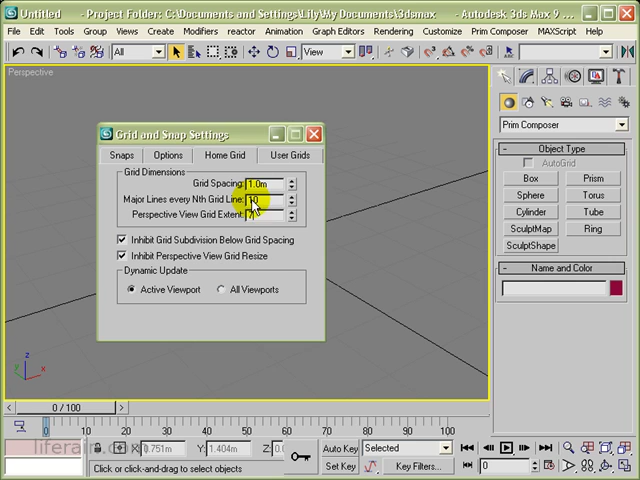 Untitled - Project Folder: C:\Documents and Settings\Lily\My Documents\3dsmax - Autodesk 3ds Max 9 ...
File Edit Tools Group Views Create Modifiers reactor Animation Graph Editors Rendering Customize Prim Composer MAXScript Help
All View
Perspective
Grid and Snap Settings
Snaps Options Home Grid User Grids
Grid Dimensions
Grid Spacing: 1.0m
Major Lines every Nth Grid Line: 10
Perspective View Grid Extent: 7
Inhibit Grid Subdivision Below Grid Spacing
Inhibit Perspective View Grid Resize
Dynamic Update
Active Viewport All Viewports
z
x
y
Prim Composer
- Object Type
AutoGrid
Box Prism
Sphere Torus
Cylinder Tube
SculptMap Ring
SculptShape
- Name and Color
< 0 / 100 >
0 10 20 30 40 50 60 70 80 90 100
X: 0.751m Y: 1.404m Z:
Auto Key Selected
Set Key Key Filters... 0
Click or click-and-drag to select objects